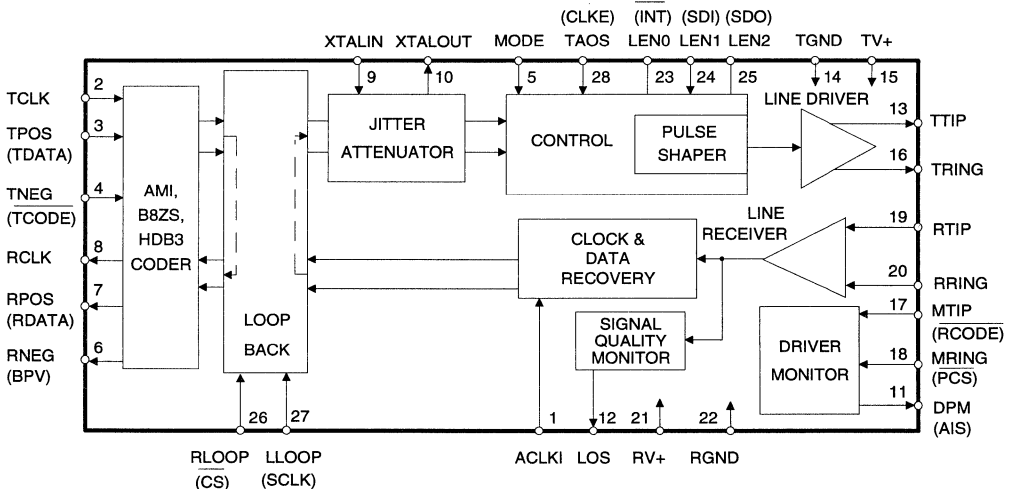 (CLKE) (INT) (SDI) (SDO)
XTALIN XTALOUT MODE TAOS LEN0 LEN1 LEN2 TGND TV+
9 10 5 28 23 24 25 14 15
TCLK 2
TPOS 3
(TDATA)
TNEG 4
(TCODE)
RCLK 8
RPOS 7
(RDATA)
RNEG 6
(BPV)
AMI,
B8ZS,
HDB3
CODER
LOOP
BACK
JITTER
ATTENUATOR
CONTROL
PULSE
SHAPER
LINE DRIVER
13 TTIP
16 TRING
LINE
RECEIVER
19 RTIP
20 RRING
CLOCK &
DATA
RECOVERY
SIGNAL
QUALITY
MONITOR
DRIVER
MONITOR
17 MTIP
(RCODE)
18 MRING
(PCS)
11 DPM
(AIS)
26 27 1 12 21 22
RLOOP LLOOP ACLKI LOS RV+ RGND
(CS) (SCLK)